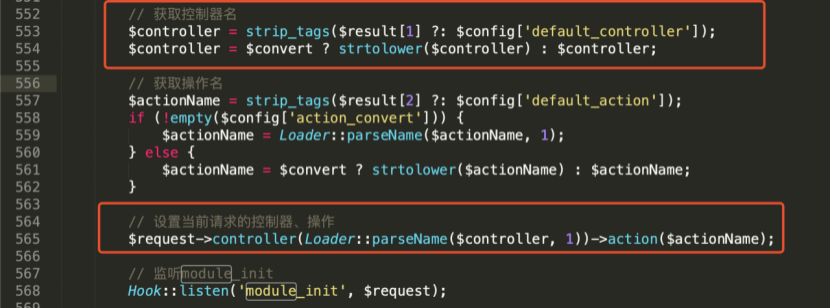 552 // 获取控制器名
553 $controller = strip_tags($result[1] ?: $config['default_controller']);
554 $controller = $convert ? strtolower($controller) : $controller;
555
556 // 获取操作名
557 $actionName = strip_tags($result[2] ?: $config['default_action']);
558 if (!empty($config['action_convert'])) {
559 $actionName = Loader::parseName($actionName, 1);
560 } else {
561 $actionName = $convert ? strtolower($actionName) : $actionName;
562 }
563
564 // 设置当前请求的控制器、操作
565 $request->controller(Loader::parseName($controller, 1))->action($actionName);
566
567 // 监听module_init
568 Hook::listen('module_init', $request);
569